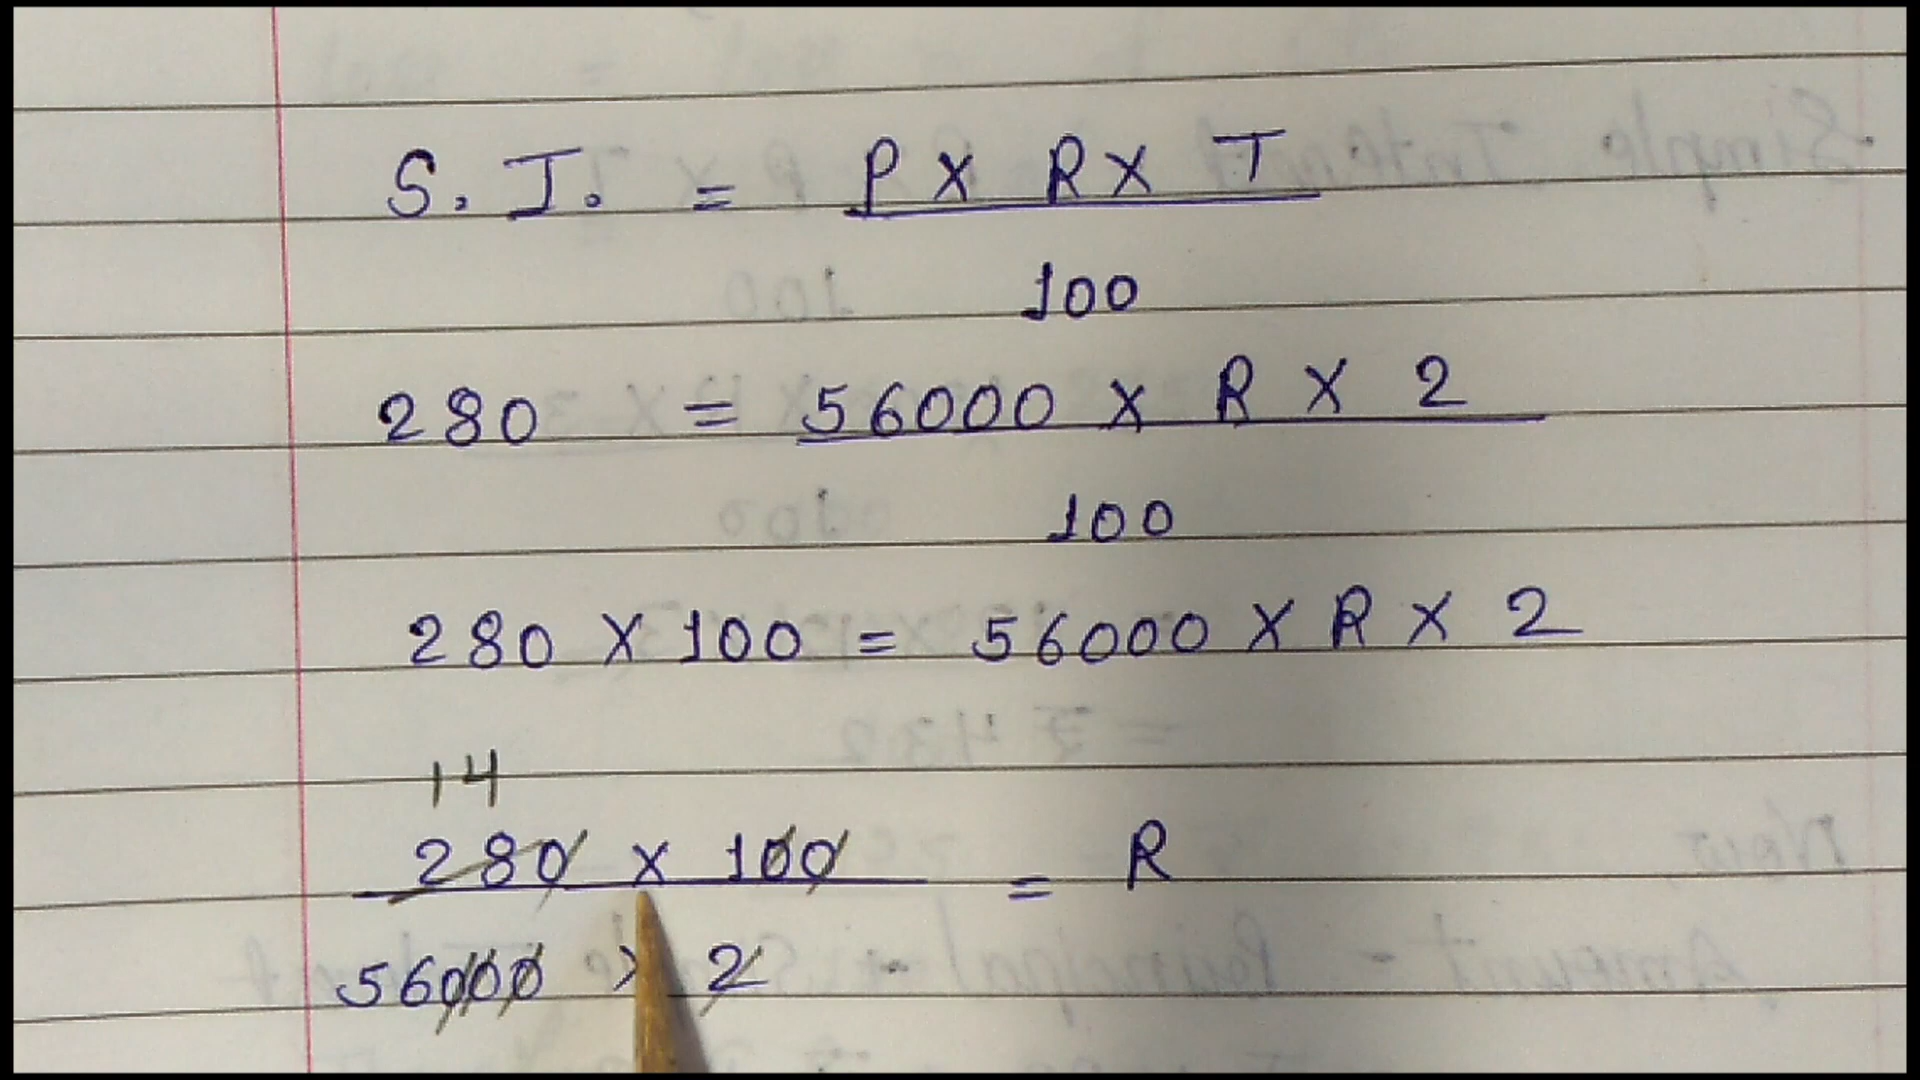 S. I. = P X R X T
100
280 = 56000 X R X 2
100
280 X 100 = 56000 X R X 2
14
280 X 100 = R
56000 X 2